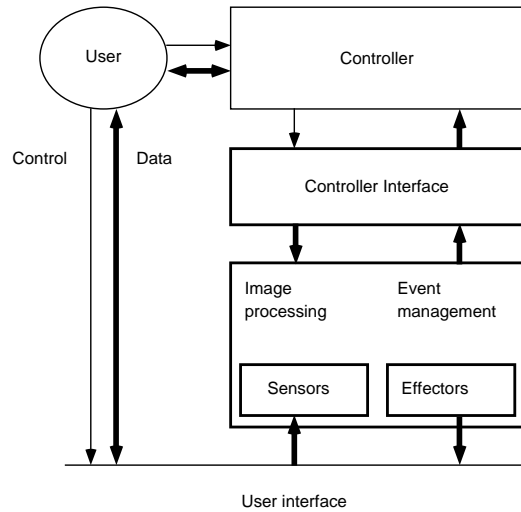 User
Controller
Control
Data
Controller Interface
Image
processing
Event
management
Sensors
Effectors
User interface